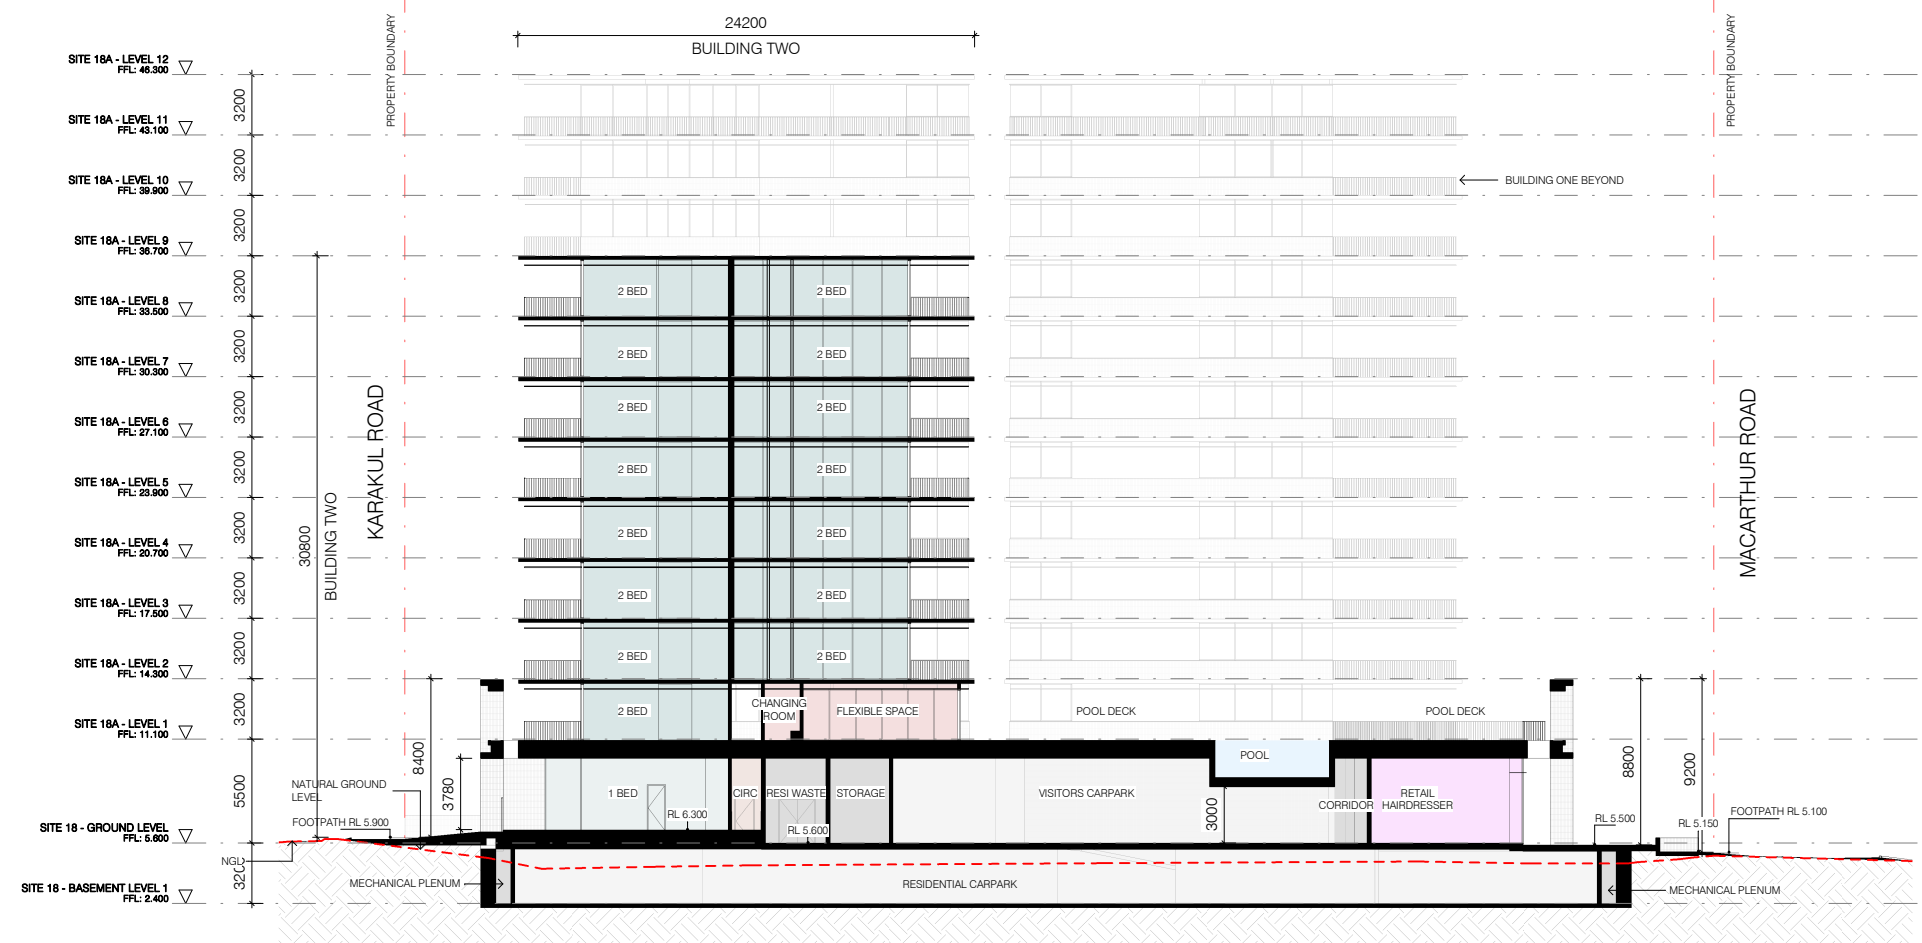 24200
BUILDING TWO
PROPERTY BOUNDARY
PROPERTY BOUNDARY
SITE 18A - LEVEL 12
FFL: 46.300
3200
SITE 18A - LEVEL 11
FFL: 43.100
3200
SITE 18A - LEVEL 10
FFL: 39.900
BUILDING ONE BEYOND
3200
SITE 18A - LEVEL 9
FFL: 36.700
3200
2 BED
2 BED
SITE 18A - LEVEL 8
FFL: 33.500
3200
2 BED
2 BED
SITE 18A - LEVEL 7
FFL: 30.300
3200
2 BED
2 BED
SITE 18A - LEVEL 6
FFL: 27.100
3200
2 BED
2 BED
SITE 18A - LEVEL 5
FFL: 23.900
3200
2 BED
2 BED
SITE 18A - LEVEL 4
FFL: 20.700
3200
2 BED
2 BED
SITE 18A - LEVEL 3
FFL: 17.500
3200
2 BED
2 BED
SITE 18A - LEVEL 2
FFL: 14.300
3200
2 BED
CHANGING
ROOM
FLEXIBLE SPACE
POOL DECK
POOL DECK
SITE 18A - LEVEL 1
FFL: 11.100
30800
BUILDING TWO
KARAKUL ROAD
MACARTHUR ROAD
5500
8400
3780
POOL
8800
9200
NATURAL GROUND
LEVEL
1 BED
CIRC
RESI WASTE
STORAGE
VISITORS CARPARK
3000
CORRIDOR
RETAIL
HAIRDRESSER
FOOTPATH RL 5.900
RL 6.300
RL 5.600
RL 5.500
RL 5.150
FOOTPATH RL 5.100
SITE 18 - GROUND LEVEL
FFL: 5.600
3200
MECHANICAL PLENUM
RESIDENTIAL CARPARK
MECHANICAL PLENUM
SITE 18 - BASEMENT LEVEL 1
FFL: 2.400